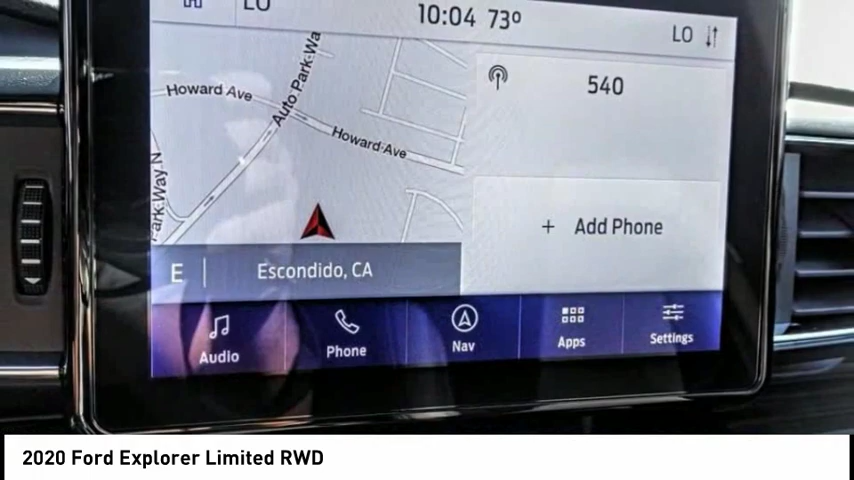 LO
10:04 73°
LO
Howard Ave
Auto Park Wa
Howard Ave
Park Way N
540
+ Add Phone
E
Escondido, CA
Audio
Phone
Nav
Apps
Settings
2020 Ford Explorer Limited RWD